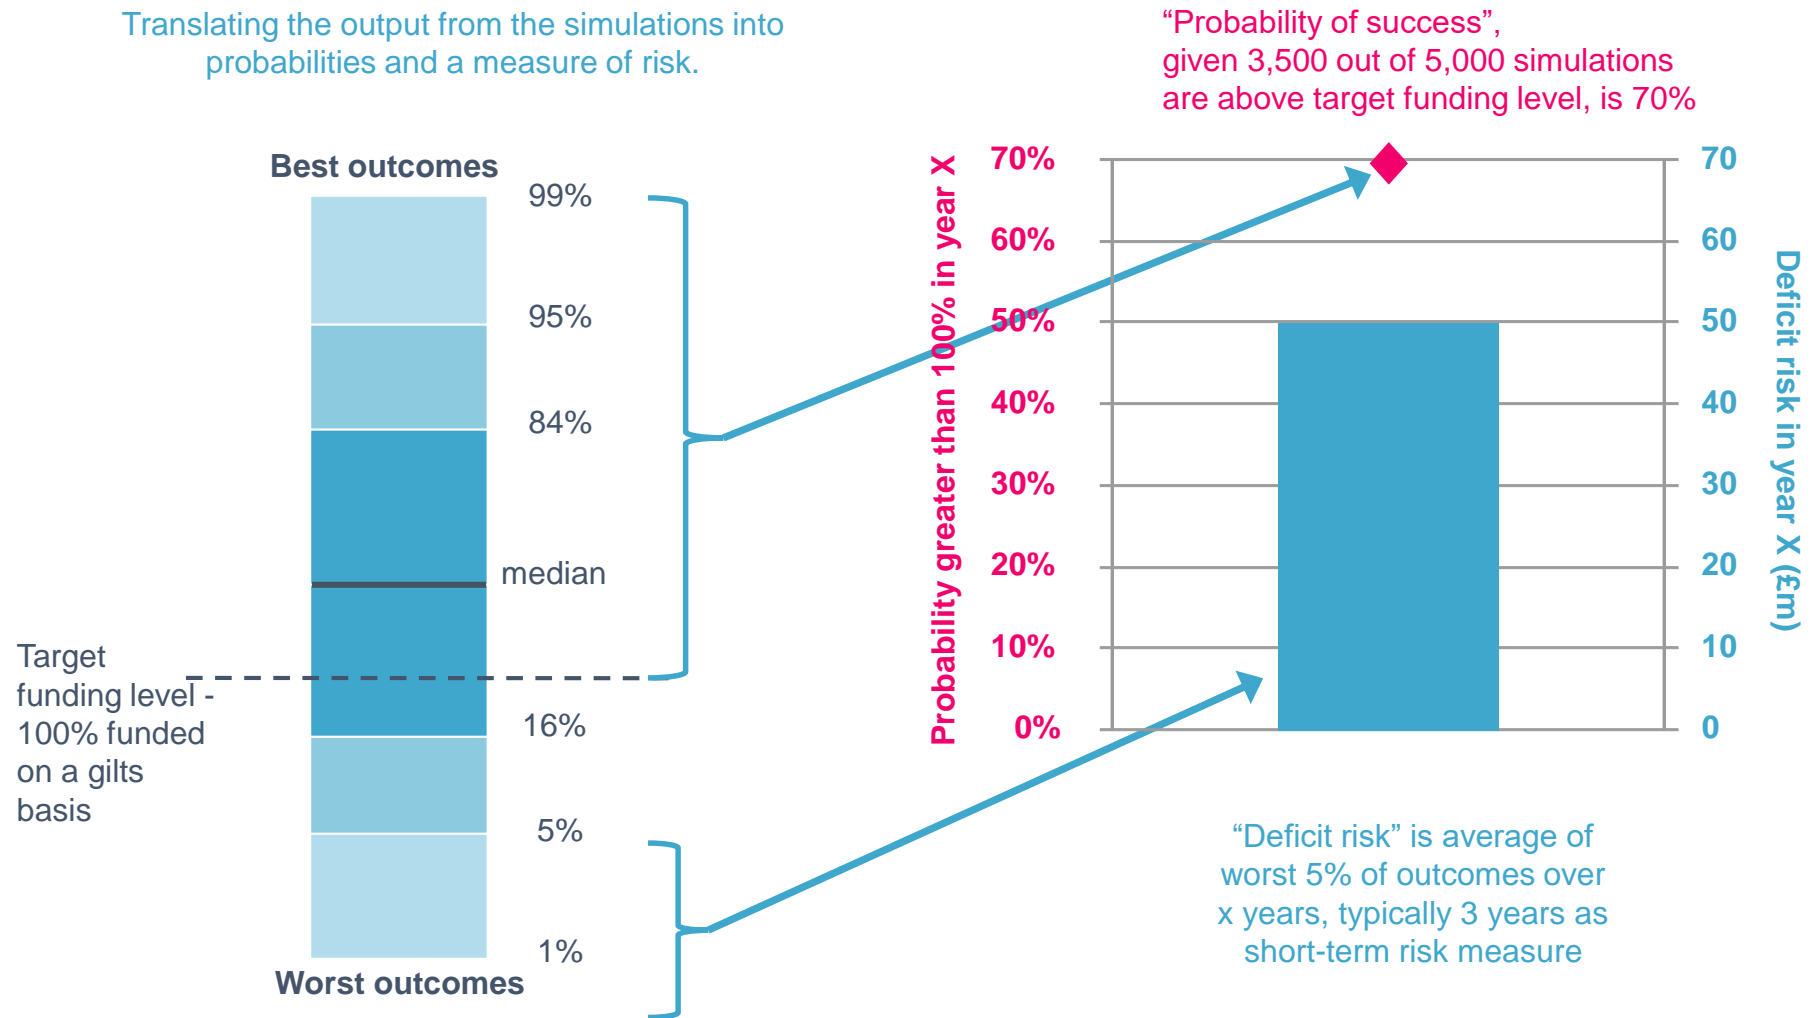 Translating the output from the simulations into
probabilities and a measure of risk.
“Probability of success”,
given 3,500 out of 5,000 simulations
are above target funding level, is 70%
Best outcomes
99%
95%
84%
median
16%
5%
1%
Worst outcomes
Target
funding level -
100% funded
on a gilts
basis
Probability greater than 100% in year X
70%
60%
50%
40%
30%
20%
10%
0%
70
60
50
40
30
20
10
0
Deficit risk in year X (£m)
“Deficit risk” is average of
worst 5% of outcomes over
x years, typically 3 years as
short-term risk measure